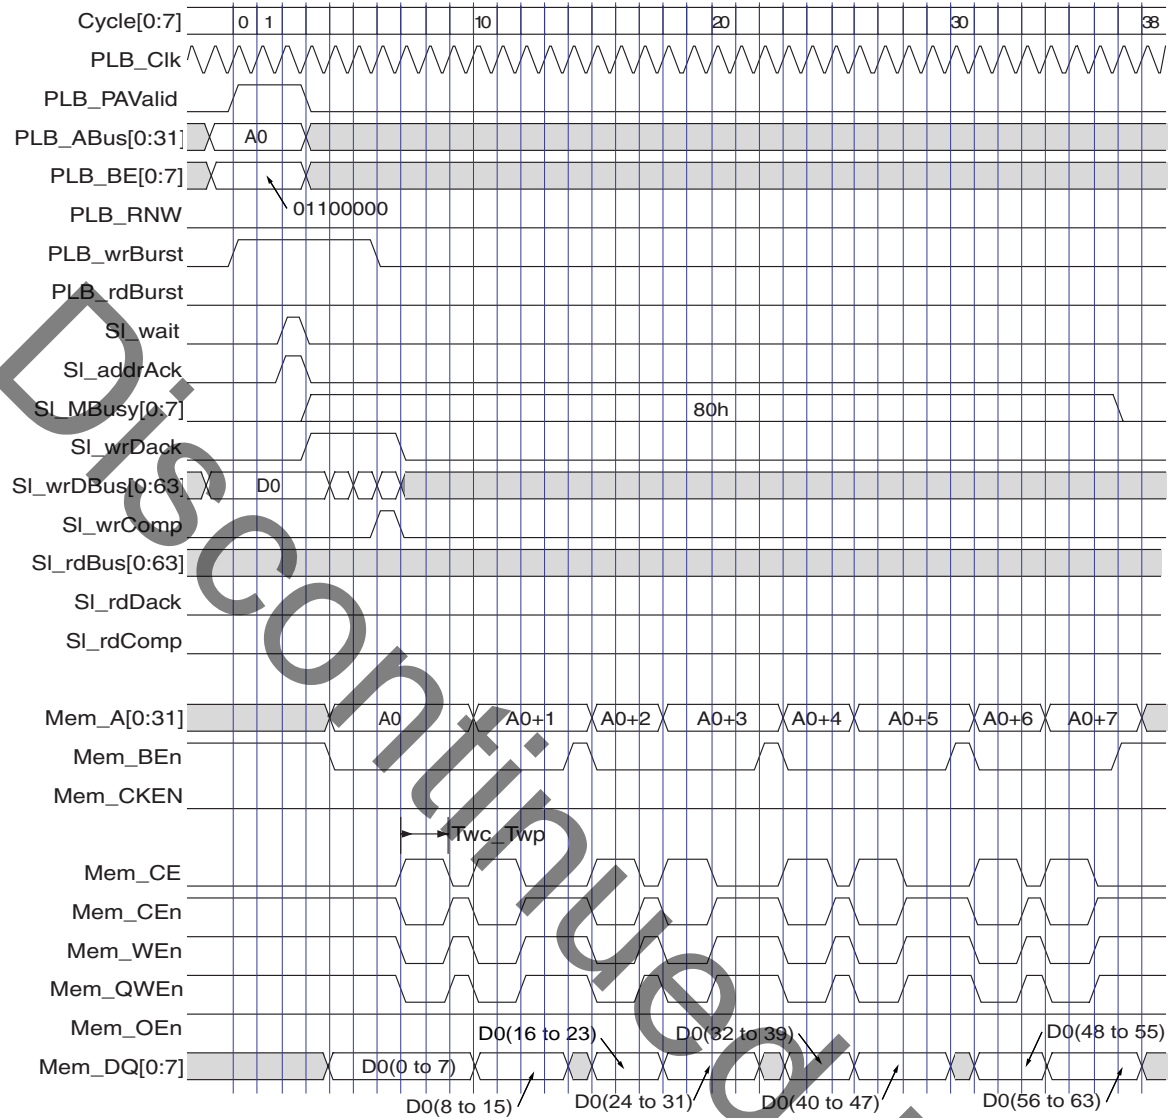 Cycle[0:7] 0 1 10 20 30 38
PLB_Clk
PLB_PAValid
PLB_ABus[0:31] A0
PLB_BE[0:7]
01100000
PLB_RNW
PLB_wrBurst
PLB_rdBurst
Sl_wait
Sl_addrAck
Sl_MBusy[0:7] 80h
Sl_wrDack
Sl_wrDBus[0:63] D0
Sl_wrComp
Sl_rdBus[0:63]
Sl_rdDack
Sl_rdComp
Mem_A[0:31] A0 A0+1 A0+2 A0+3 A0+4 A0+5 A0+6 A0+7
Mem_BEn
Mem_CKEN
Twc_Twp
Mem_CE
Mem_CEn
Mem_WEn
Mem_QWEn
Mem_OEn
D0(16 to 23) D0(32 to 39) D0(48 to 55)
Mem_DQ[0:7] D0(0 to 7)
D0(8 to 15) D0(24 to 31) D0(40 to 47) D0(56 to 63)
Discontinued